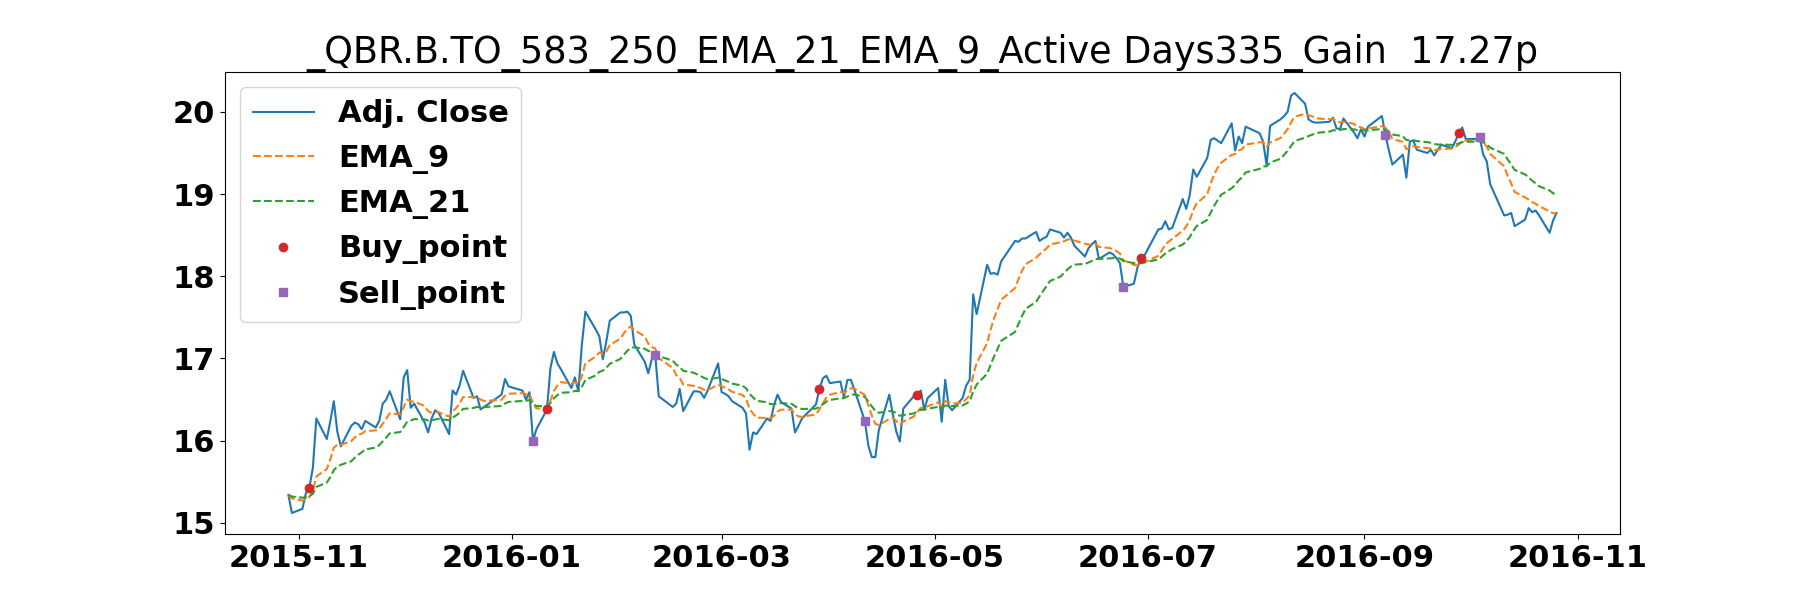 _QBR.B.TO_583_250_EMA_21_EMA_9_Active Days335_Gain  17.27p
Adj. Close
EMA_9
EMA_21
Buy_point
Sell_point
20
19
18
17
16
15
2015-11
2016-01
2016-03
2016-05
2016-07
2016-09
2016-11